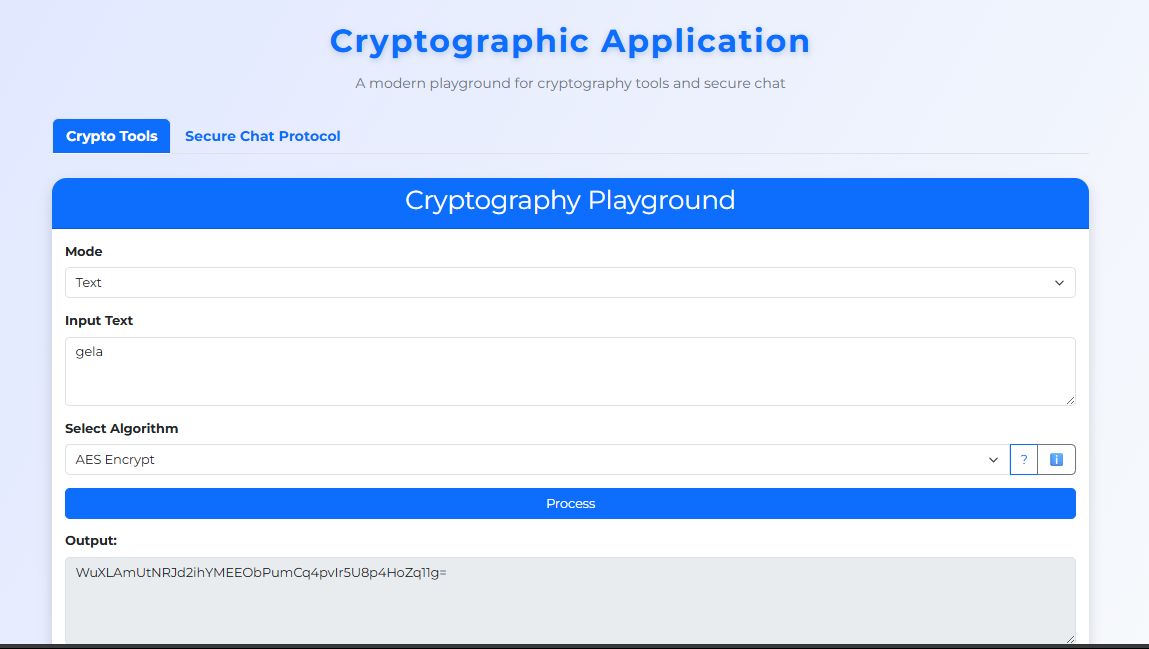 Cryptographic Application
A modern playground for cryptography tools and secure chat
Crypto Tools
Secure Chat Protocol
Cryptography Playground
Mode
Text
Input Text
gela
Select Algorithm
AES Encrypt
?
i
Process
Output:
WuXLAmUtNRJd2ihYMEEObPumCq4pvIr5U8p4HoZq11g=